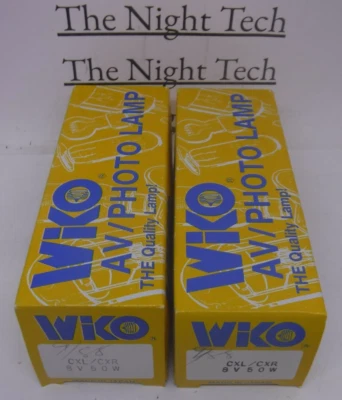 The Night Tech
The Night Tech
WiKO
AV/PHOTO LAMP
THE Quality Lamp!
WiKO
AV/PHOTO LAMP
THE Quality Lamp!
WiKO
CXL/CXR
8V 50W
WiKO
CXL/CXR
8V 50W